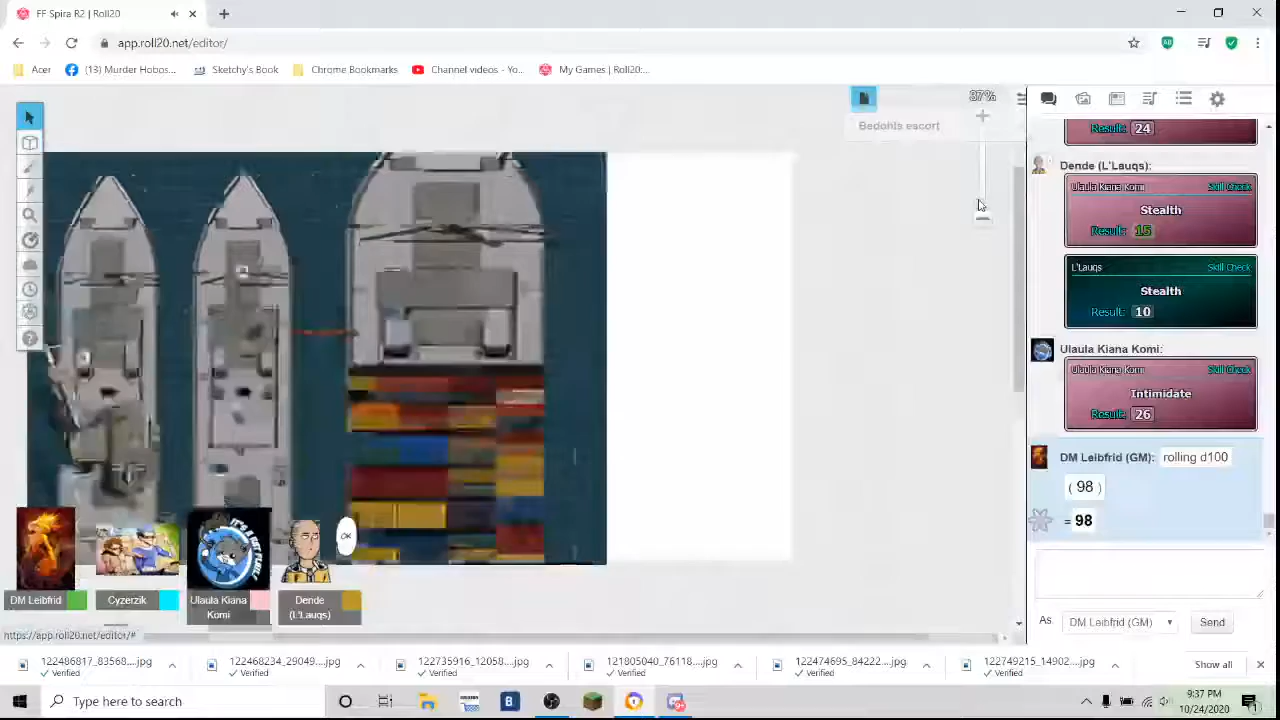 FF Spira R2 | Roll20
app.roll20.net/editor/
Acer
(13) Murder Hobos...
Sketchy's Book
Chrome Bookmarks
Channel videos - Yo...
My Games | Roll20:...
37%
Bedohls escort
Result: 24
Dende (L'Lauqs):
Ulaula Kiana Komi Skill Check
Stealth
Result: 15
L'Lauqs Skill Check
Stealth
Result: 10
Ulaula Kiana Komi:
Ulaula Kiana Komi Skill Check
Intimidate
Result: 26
DM Leibfrid (GM): rolling d100
( 98 )
= 98
IT'S A BOY PLANET
OK
DM Leibfrid
Cyzerzik
Ulaula Kiana
Komi
Dende
(L'Lauqs)
As: DM Leibfrid (GM) Send
https://app.roll20.net/editor/#
122486817_83568....jpg
Verified
122468234_29049....jpg
Verified
122735916_12058....jpg
Verified
121805040_76118....jpg
Verified
122474695_84222....jpg
Verified
122749215_14902....jpg
Verified
Show all
Type here to search
9:37 PM
10/24/2020